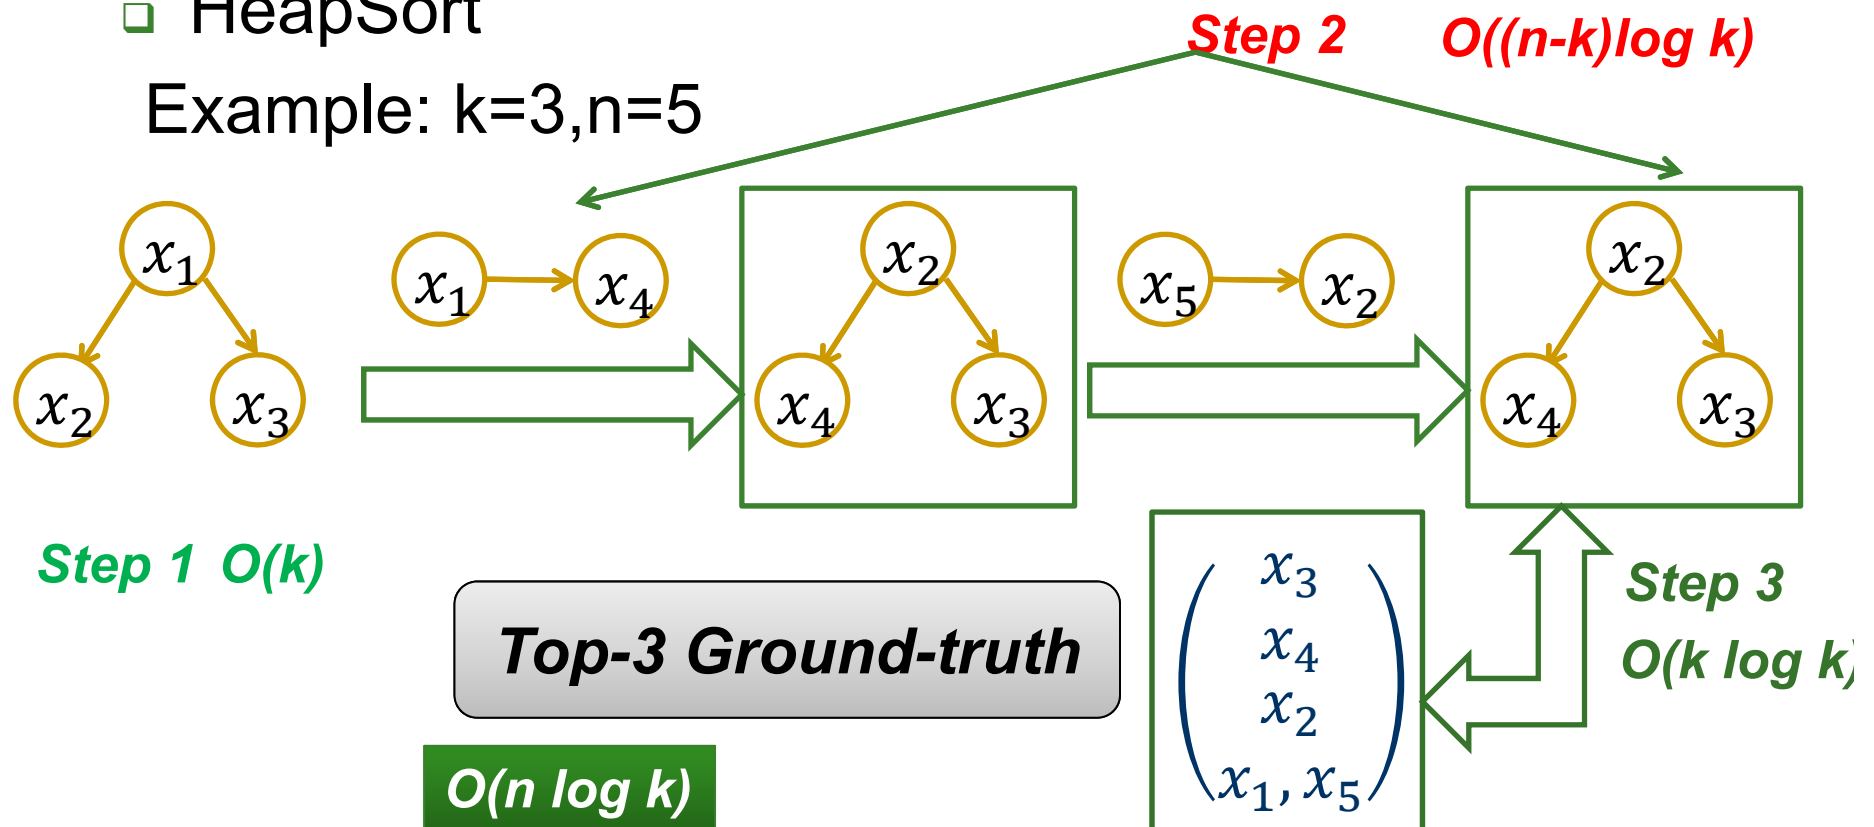 HeapSort
Step 2 O((n-k)log k)
Example: k=3,n=5
x₁
x₂ x₃
x₁ x₄
x₂
x₄ x₃
x₅ x₂
x₂
x₄ x₃
Step 1 O(k)
Top-3 Ground-truth
x₃
x₄
x₂
x₁, x₅
Step 3
O(k log k)
O(n log k)